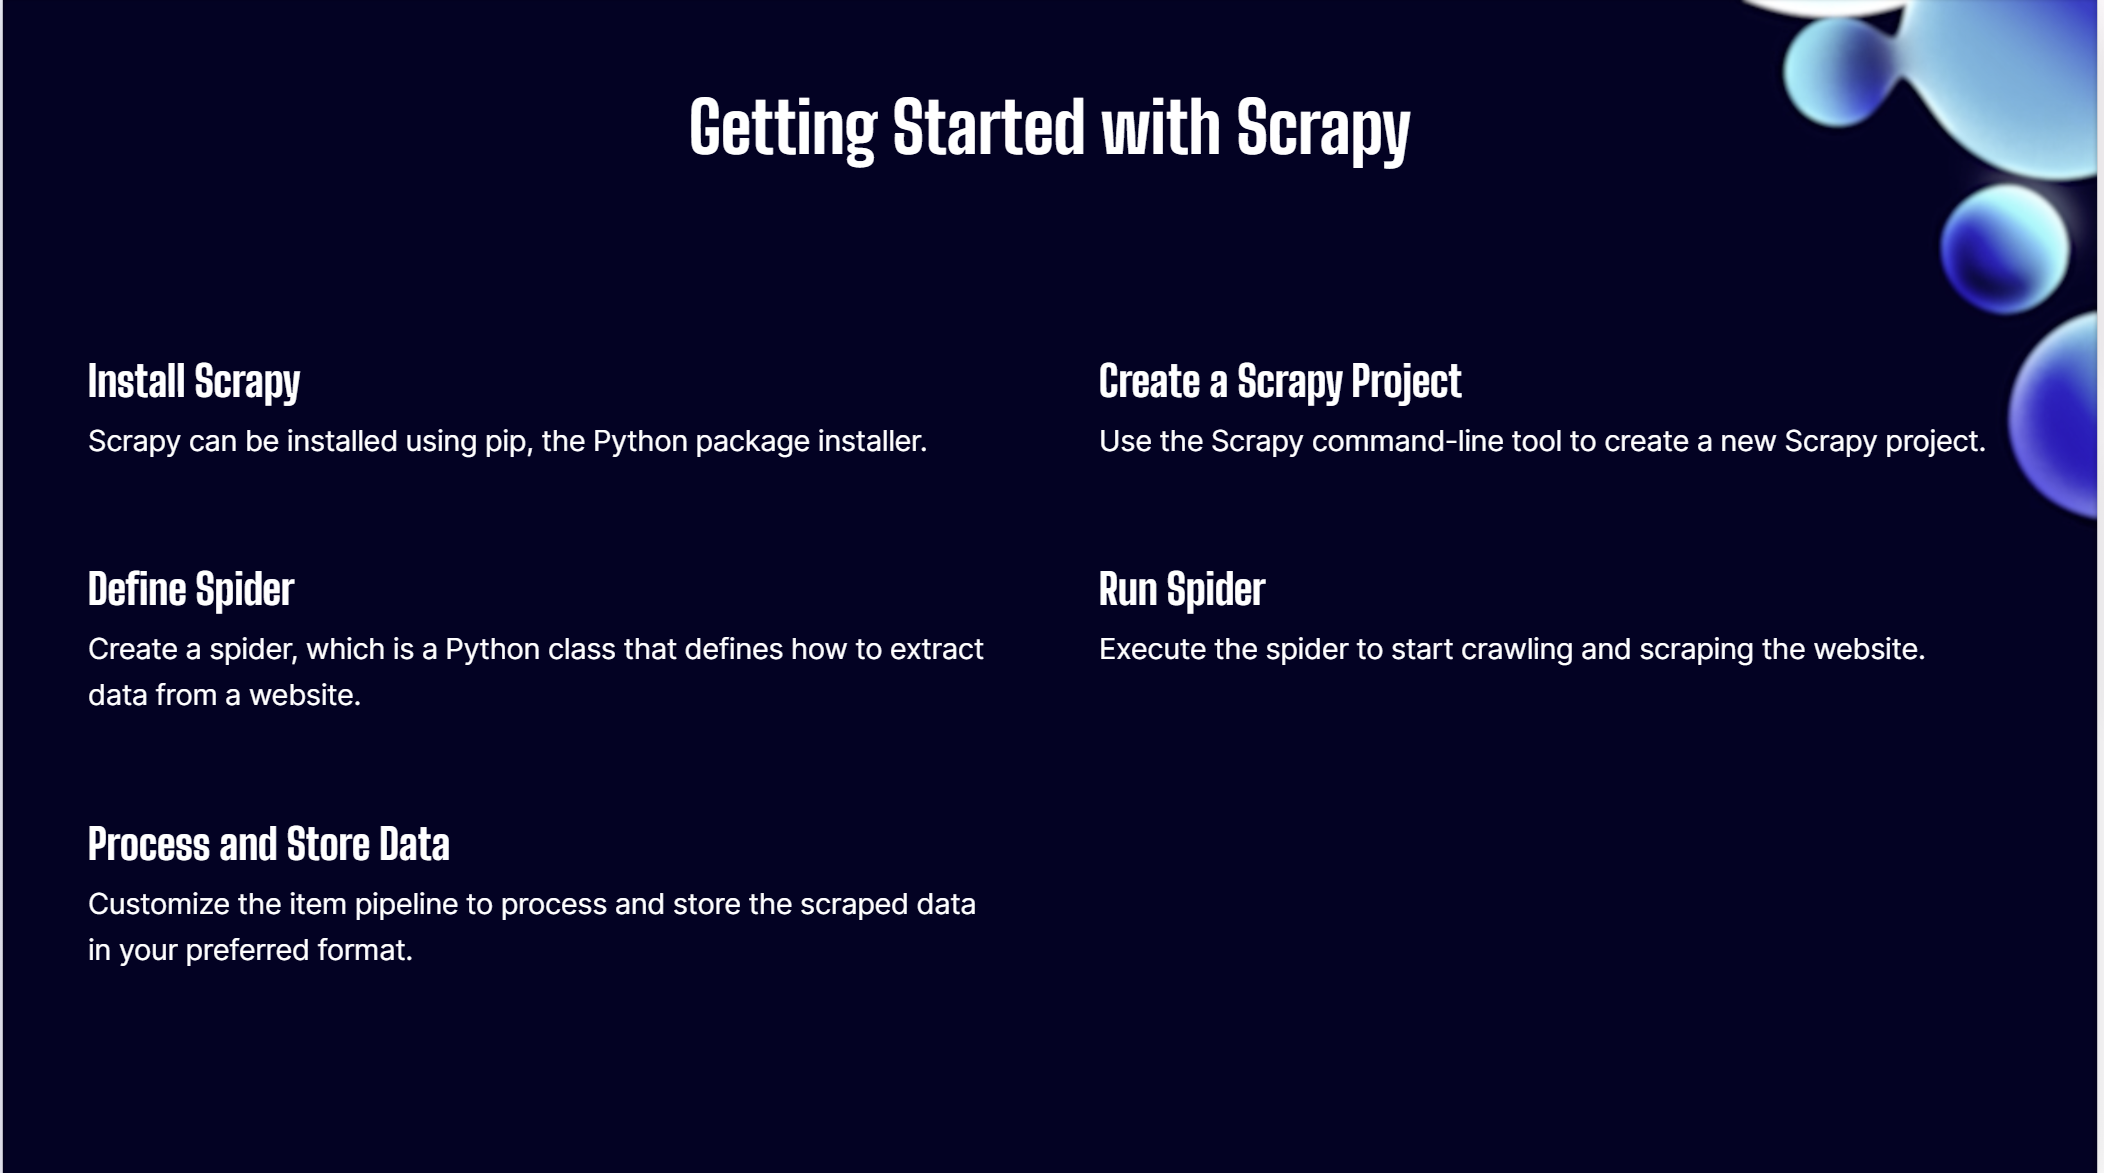 Getting Started with Scrapy
Install Scrapy
Scrapy can be installed using pip, the Python package installer.
Create a Scrapy Project
Use the Scrapy command-line tool to create a new Scrapy project.
Define Spider
Create a spider, which is a Python class that defines how to extract
data from a website.
Run Spider
Execute the spider to start crawling and scraping the website.
Process and Store Data
Customize the item pipeline to process and store the scraped data
in your preferred format.